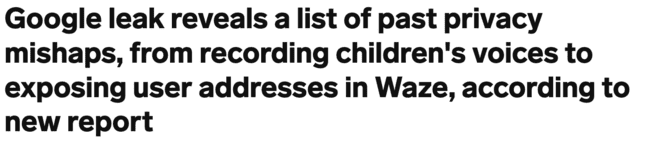 Google leak reveals a list of past privacy
mishaps, from recording children's voices to
exposing user addresses in Waze, according to
new report